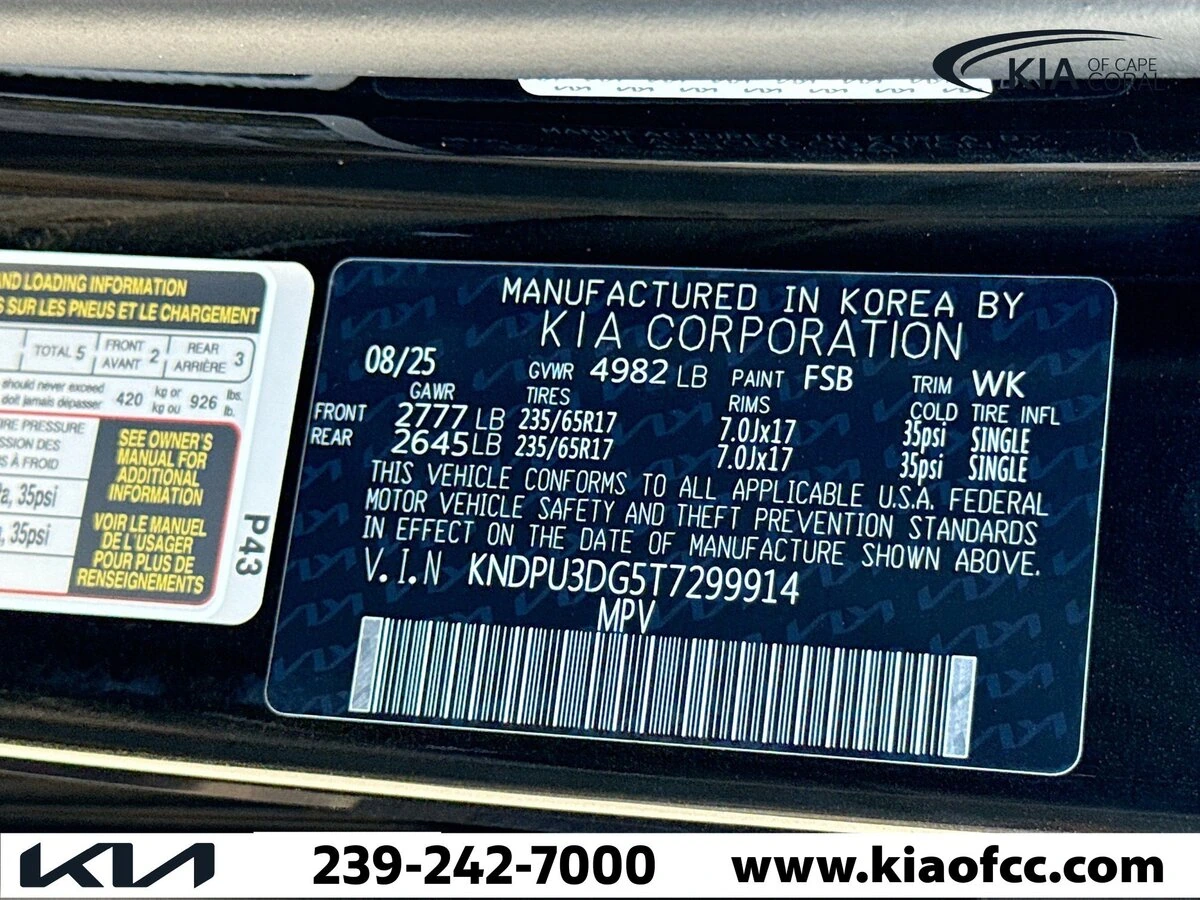 KIA OF CAPE CORAL
AND LOADING INFORMATION
S SUR LES PNEUS ET LE CHARGEMENT
TOTAL 5 FRONT AVANT 2 REAR ARRIÈRE 3
should never exceed
doit jamais dépasser 420 kg or kg ou 926 lbs. lb.
IRE PRESSURE
SSION DES
S À FROID
35psi
35psi
SEE OWNER'S
MANUAL FOR
ADDITIONAL
INFORMATION
VOIR LE MANUEL
DE L'USAGER
POUR PLUS DE
RENSEIGNEMENTS
P43
MANUFACTURED IN KOREA BY
KIA CORPORATION
08/25 GVWR 4982 LB PAINT FSB TRIM WK
GAWR TIRES RIMS COLD TIRE INFL
FRONT 2777 LB 235/65R17 7.0Jx17 35psi SINGLE
REAR 2645 LB 235/65R17 7.0Jx17 35psi SINGLE
THIS VEHICLE CONFORMS TO ALL APPLICABLE U.S.A. FEDERAL
MOTOR VEHICLE SAFETY AND THEFT PREVENTION STANDARDS
IN EFFECT ON THE DATE OF MANUFACTURE SHOWN ABOVE.
V.I.N KNDPU3DG5T7299914
MPV
KIA 239-242-7000 www.kiaofcc.com